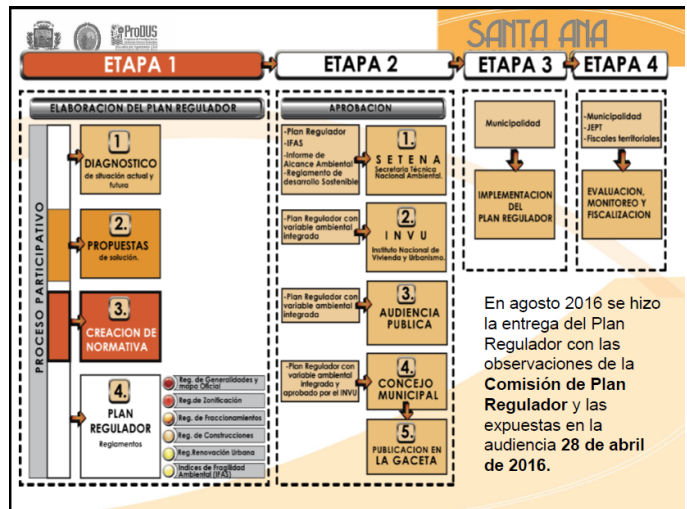 ProDUS
SANTA ANA
ETAPA 1
ETAPA 2
ETAPA 3
ETAPA 4
ELABORACION DEL PLAN REGULADOR
PROCESO PARTICIPATIVO
1
DIAGNOSTICO
de situación actual y
futura
2.
PROPUESTAS
de solución.
3.
CREACION DE
NORMATIVA
4.
PLAN
REGULADOR
Reglamentos
Reg. de Generalidades y
mapa Oficial
Reg.de Zonificación
Reg. de Fraccionamientos
Reg. de Construcciones
Reg.Renovación Urbana
Indices de Fragilidad
Ambiental (IFAS)
APROBACION
-Plan Regulador
-IFAS
-Informe de
Alcance Ambiental
-Reglamento de
desarrollo Sostenible
1.
SETENA
Secretaría Técnica
Nacional Ambiental.
-Plan Regulador con
variable ambiental
integrada
2.
INVU
Instituto Nacional de
Vivienda y Urbanismo.
-Plan Regulador con
variable ambiental
integrada
3.
AUDIENCIA
PUBLICA
-Plan Regulador con
variable ambiental
integrada y
aprobado por el INVU
4.
CONCEJO
MUNICIPAL
5.
PUBLICACION EN
LA GACETA
Municipalidad
IMPLEMENTACION
DEL
PLAN REGULADOR
-Municipalidad
-JEPT
-Fiscales territoriales
EVALUACION,
MONITOREO Y
FISCALIZACION
En agosto 2016 se hizo
la entrega del Plan
Regulador con las
observaciones de la
Comisión de Plan
Regulador y las
expuestas en la
audiencia 28 de abril
de 2016.